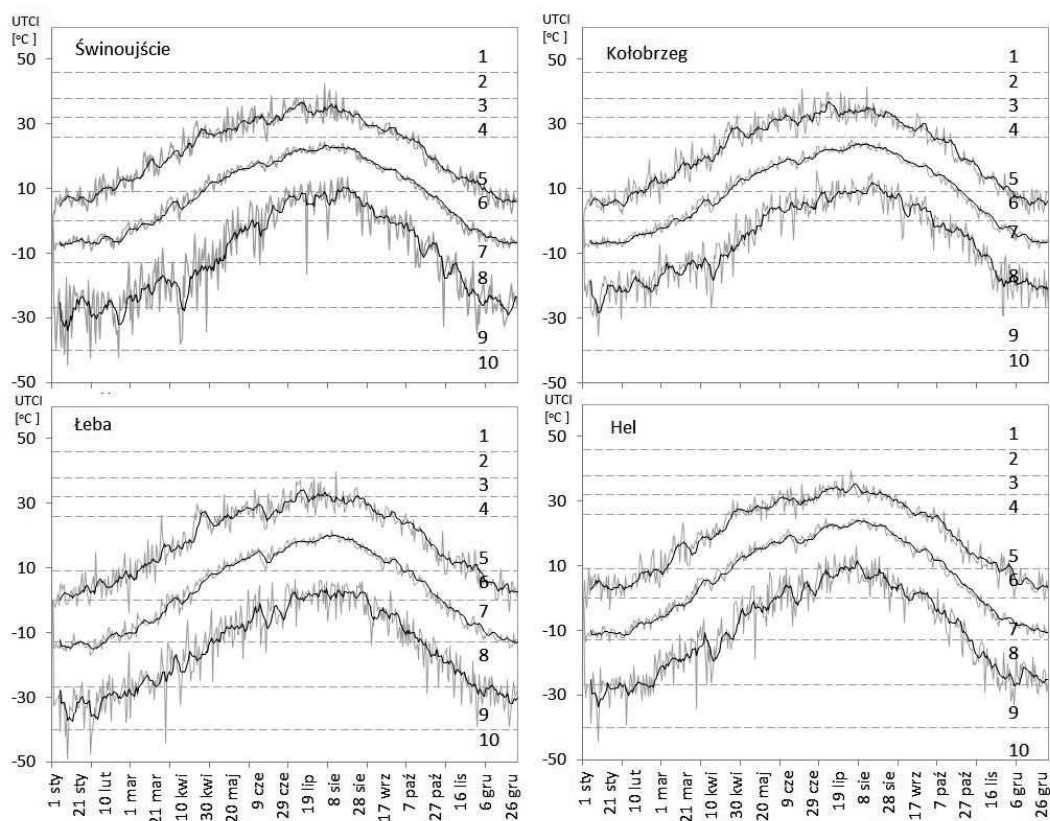 UTCI
[°C ]
Świnoujście
50
30
10
-10
-30
-50
1
2
3
4
5
6
7
8
9
10
Kołobrzeg
50
30
10
-10
-30
-50
1
2
3
4
5
6
7
8
9
10
UTCI
[°C ]
UTCI
[°C ]
Łeba
50
30
10
-10
-30
-50
1
2
3
4
5
6
7
8
9
10
1 sty
21 sty
10 lut
1 mar
21 mar
10 kwi
30 kwi
20 maj
9 cze
29 cze
19 lip
8 sie
28 sie
17 wrz
7 paź
27 paź
16 lis
6 gru
26 gru
UTCI
[°C ]
Hel
50
30
10
-10
-30
-50
1
2
3
4
5
6
7
8
9
10
1 sty
21 sty
10 lut
1 mar
21 mar
10 kwi
30 kwi
20 maj
9 cze
29 cze
19 lip
8 sie
28 sie
17 wrz
7 paź
27 paź
16 lis
6 gru
26 gru